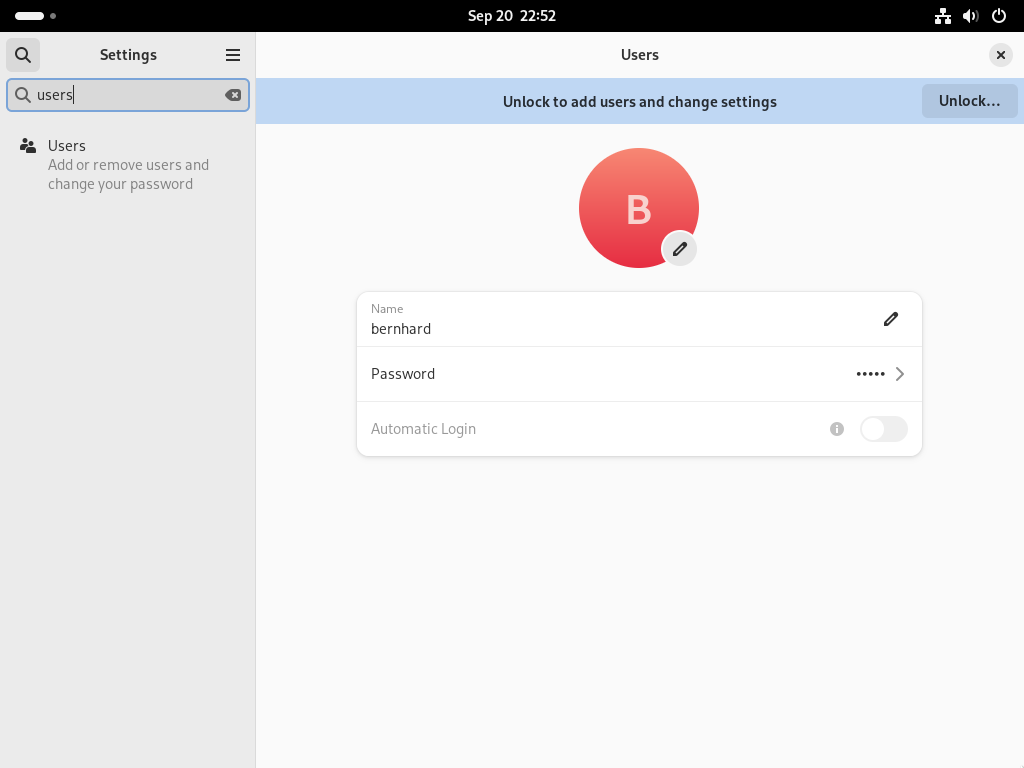 Sep 20 22:52
Settings
Users
users
Unlock to add users and change settings
Unlock...
Users
Add or remove users and
change your password
B
Name
bernhard
Password
•••••
Automatic Login